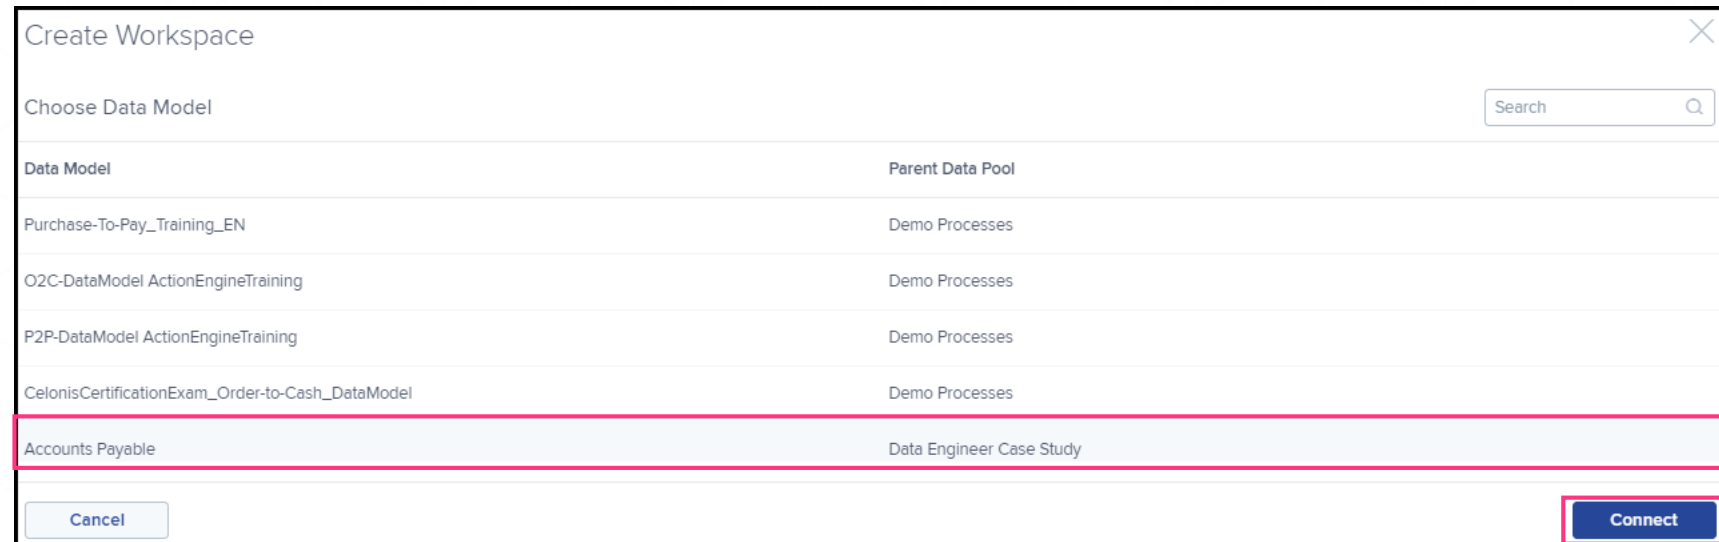 Create Workspace
Choose Data Model
Search
Data Model Parent Data Pool
Purchase-To-Pay_Training_EN Demo Processes
O2C-DataModel ActionEngineTraining Demo Processes
P2P-DataModel ActionEngineTraining Demo Processes
CelonisCertificationExam_Order-to-Cash_DataModel Demo Processes
Accounts Payable Data Engineer Case Study
Cancel Connect